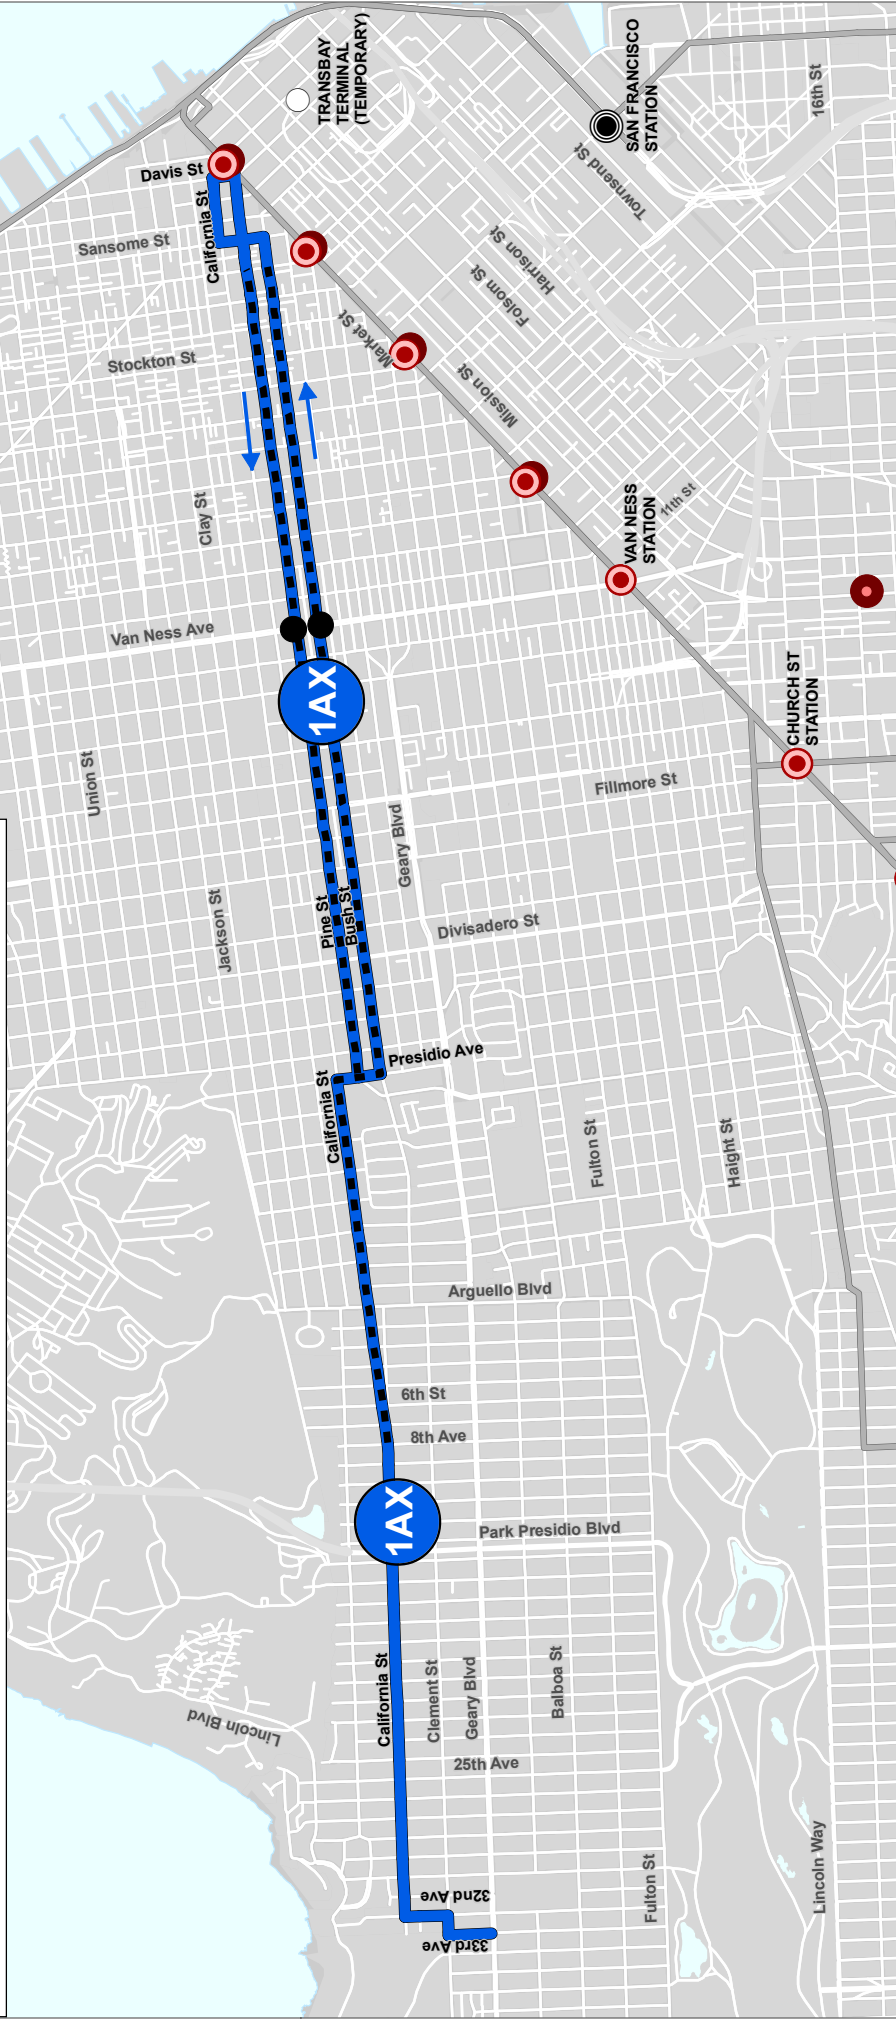 TRANSBAY
TERMINAL
(TEMPORARY)
SAN FRANCISCO
STATION
16th St
Davis St
Townsend St
California St
Sansome St
Harrison St
Folsom St
Market St
Stockton St
Mission St
Clay St
11th St
VAN NESS
STATION
Van Ness Ave
1AX
CHURCH ST
STATION
Union St
Fillmore St
Geary Blvd
Jackson St
Pine St
Bush St
Divisadero St
Presidio Ave
California St
Fulton St
Haight St
Arguello Blvd
6th St
8th Ave
1AX
Park Presidio Blvd
California St
Clement St
Geary Blvd
Balboa St
Lincoln Blvd
25th Ave
Fulton St
Lincoln Way
32nd Ave
33rd Ave